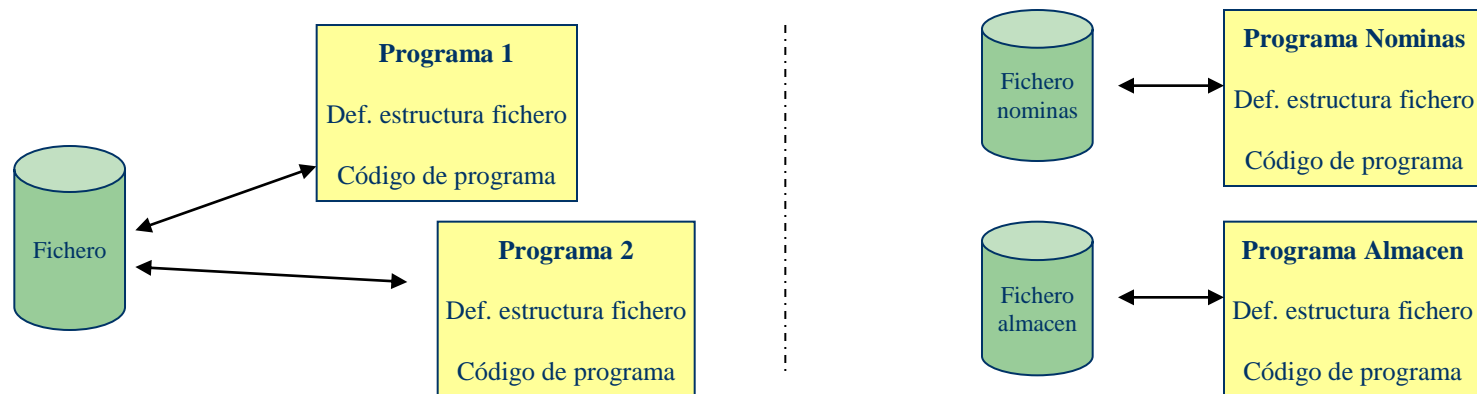 Programa 1
Def. estructura fichero
Código de programa
Fichero
Programa 2
Def. estructura fichero
Código de programa
Fichero
nominas
Programa Nominas
Def. estructura fichero
Código de programa
Fichero
almacen
Programa Almacen
Def. estructura fichero
Código de programa